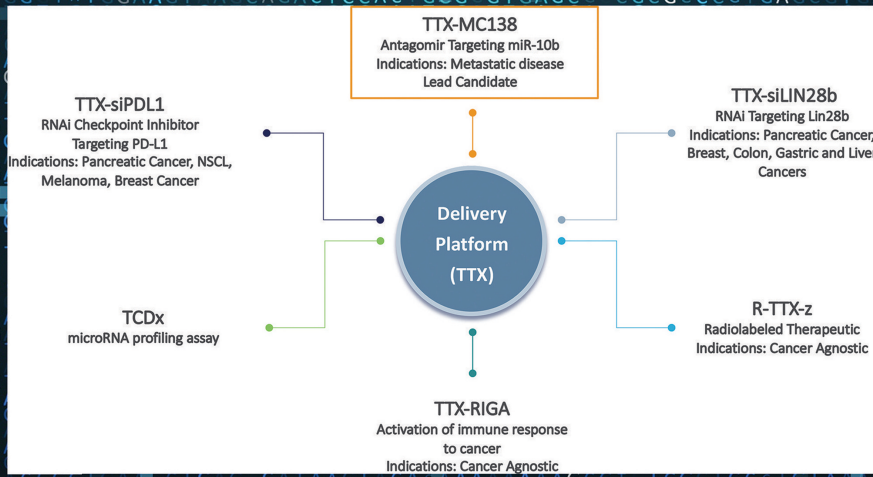 TTX-MC138
Antagomir Targeting miR-10b
Indications: Metastatic disease
Lead Candidate
TTX-siPDL1
RNAi Checkpoint Inhibitor
Targeting PD-L1
Indications: Pancreatic Cancer, NSCL,
Melanoma, Breast Cancer
TTX-siLIN28b
RNAi Targeting Lin28b
Indications: Pancreatic Cancer,
Breast, Colon, Gastric and Liver
Cancers
Delivery
Platform
(TTX)
TCDx
microRNA profiling assay
R-TTX-z
Radiolabeled Therapeutic
Indications: Cancer Agnostic
TTX-RIGA
Activation of immune response
to cancer
Indications: Cancer Agnostic